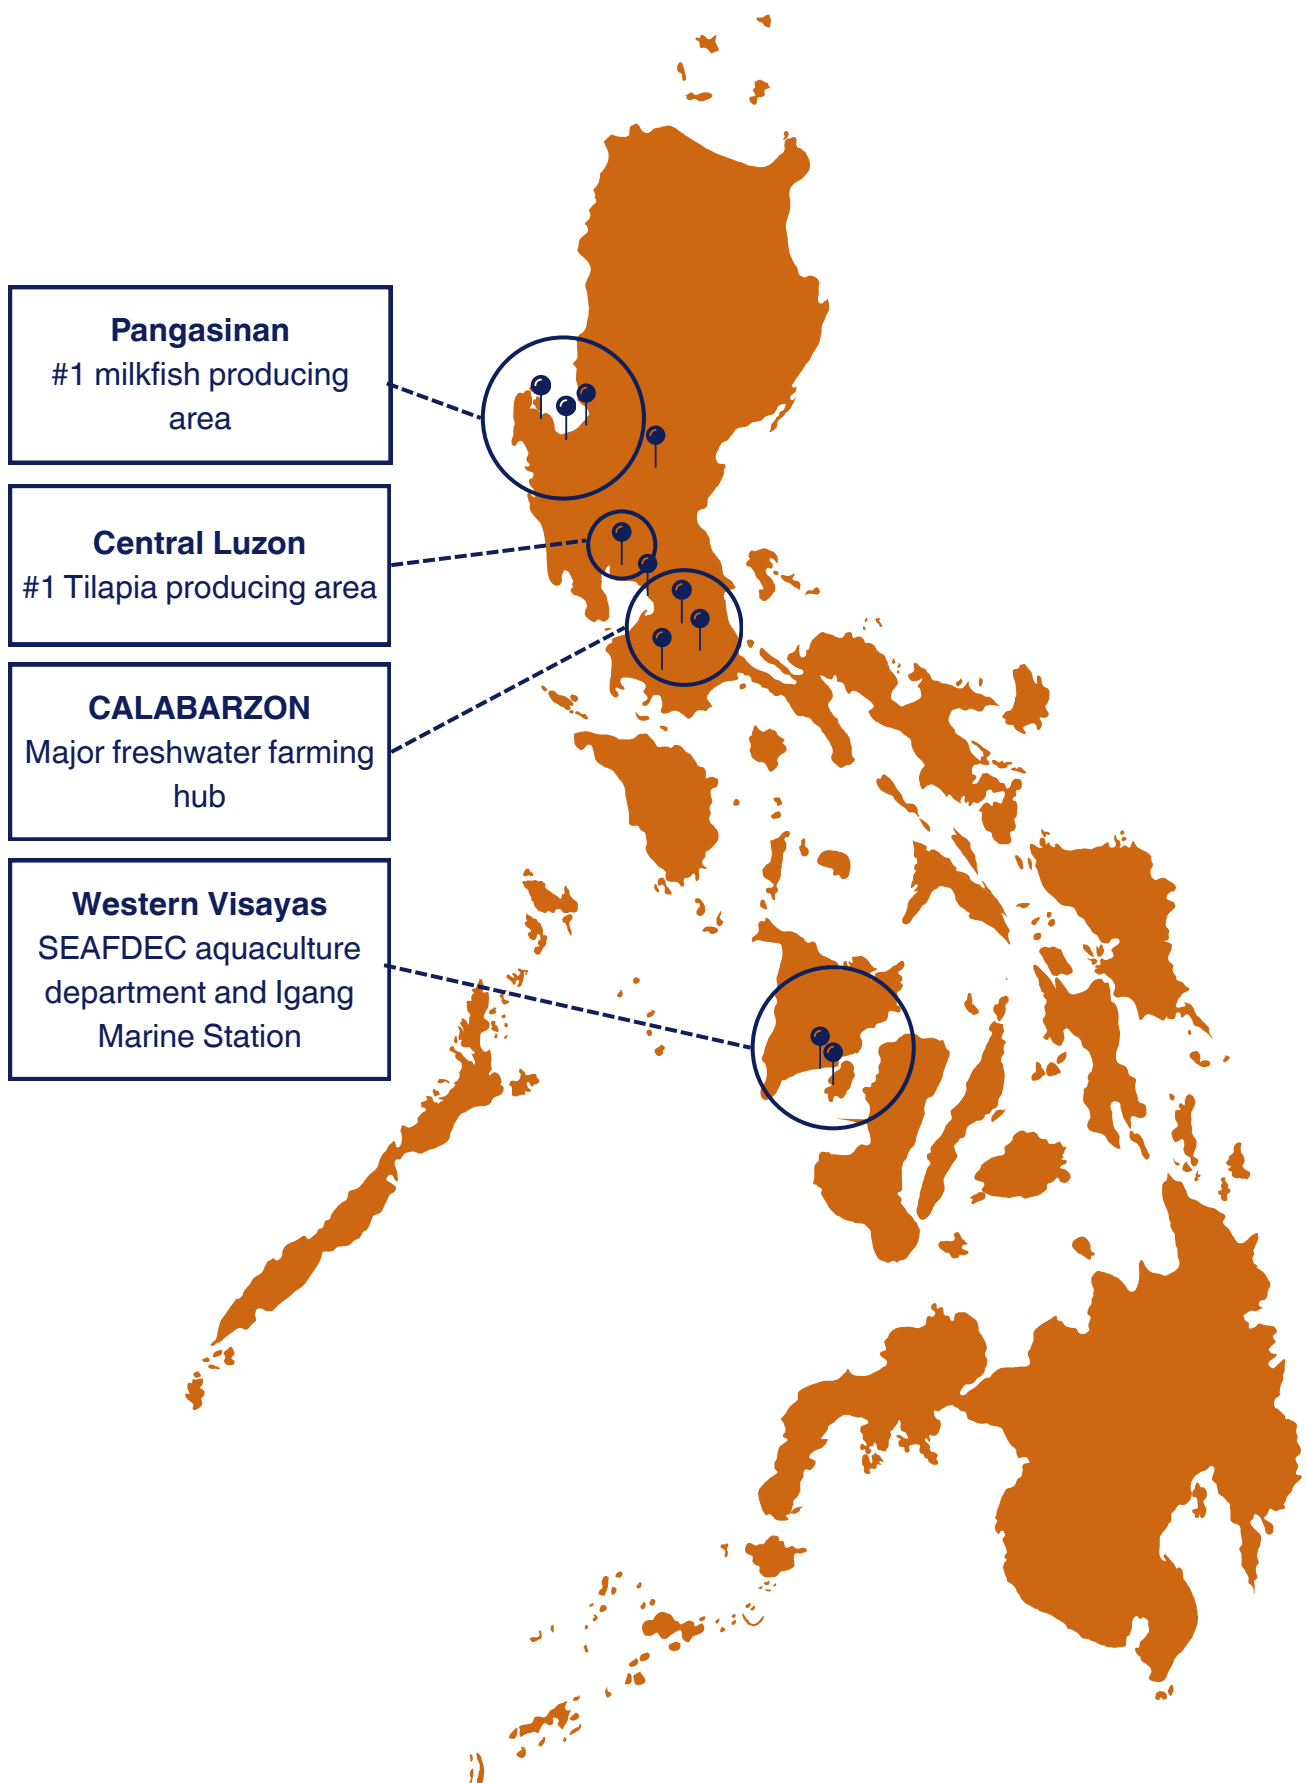 Pangasinan
#1 milkfish producing
area
Central Luzon
#1 Tilapia producing area
CALABARZON
Major freshwater farming
hub
Western Visayas
SEAFDEC aquaculture
department and Igang
Marine Station